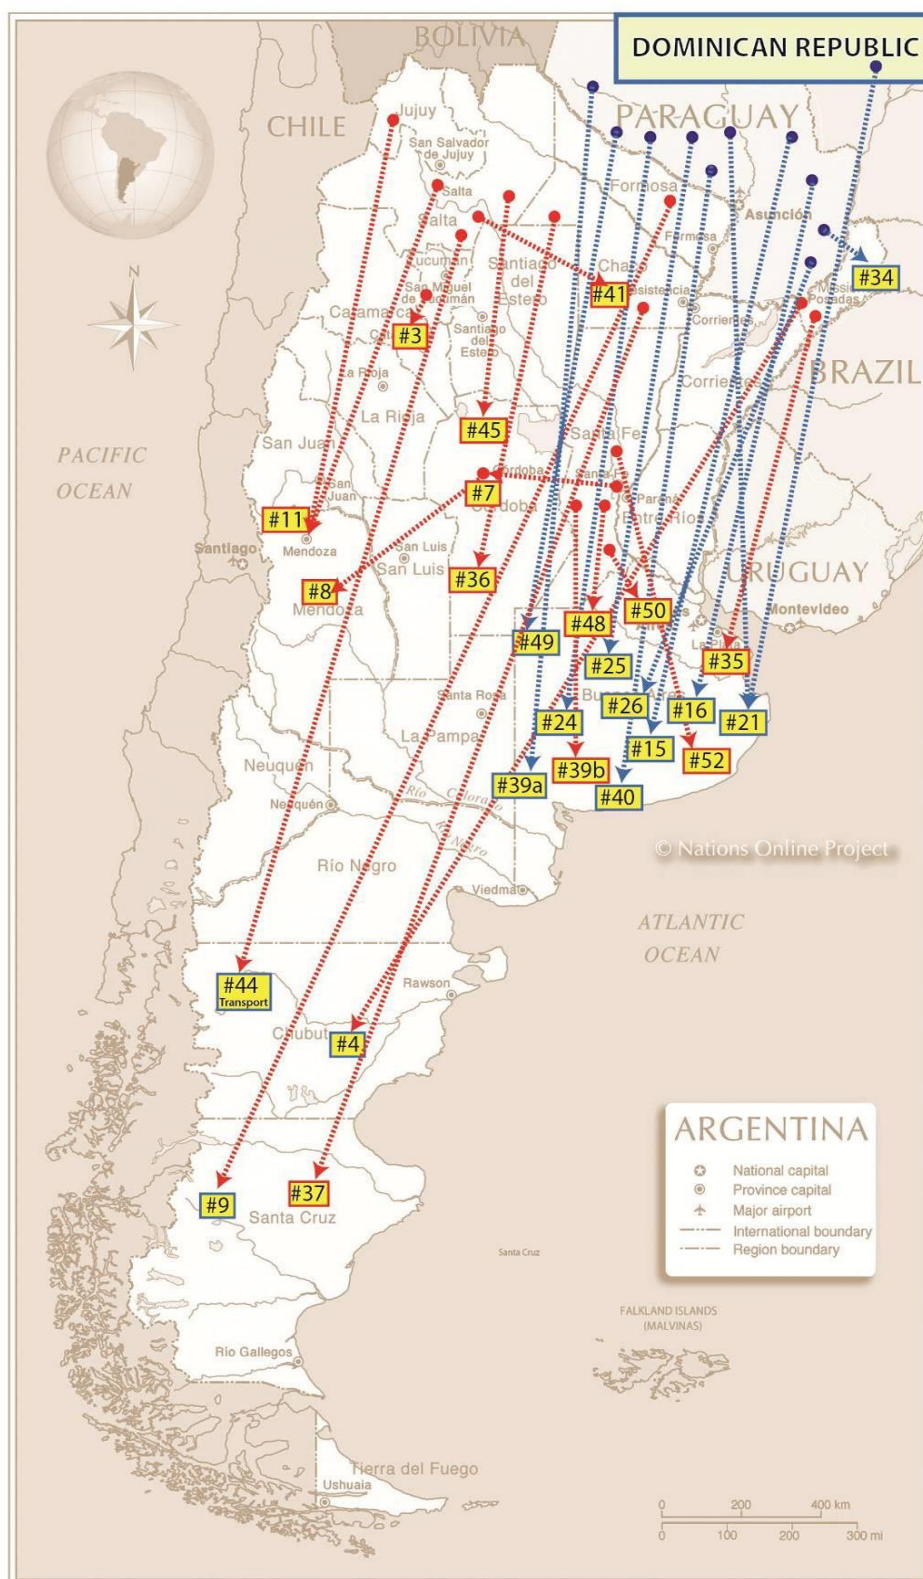 BOLIVIA
DOMINICAN REPUBLIC
CHILE
PARAGUAY
Jujuy
San Salvador
de Jujuy
Salta
Formosa
Asunción
Salta
Formosa
Tucumán
Santiago
del
Estero
Chaco
San Miguel
de Tucumán
#34
#41
Resistencia
Posadas
Catamarca
Corrientes
#3
Santiago
del
Estero
La Rioja
Corrientes
BRAZIL
La Rioja
#45
Santa Fe
San Juan
PACIFIC
OCEAN
Córdoba
Santa Fe
San
Juan
#7
Paraná
Córdoba
Entre Ríos
#11
Mendoza
Santiago
San Luis
San Luis
#36
URUGUAY
#8
Mendoza
#50
Montevideo
#48
#49
La Plata
#25
#35
Buenos Aires
Santa Rosa
#26
#16
#21
#24
La Pampa
#15
#52
Neuquén
#39b
#39a
#40
Río Colorado
Neuquén
Río Negro
© Nations Online Project
Río Negro
Viedma
ATLANTIC
OCEAN
#44
Transport
Rawson
Chubut
#4
ARGENTINA
National capital
#9
#37
Province capital
Santa Cruz
Major airport
International boundary
Region boundary
Santa Cruz
FALKLAND ISLANDS
(MALVINAS)
Río Gallegos
Tierra del Fuego
Ushuaia
0 200 400 km
0 100 200 300 mi
N